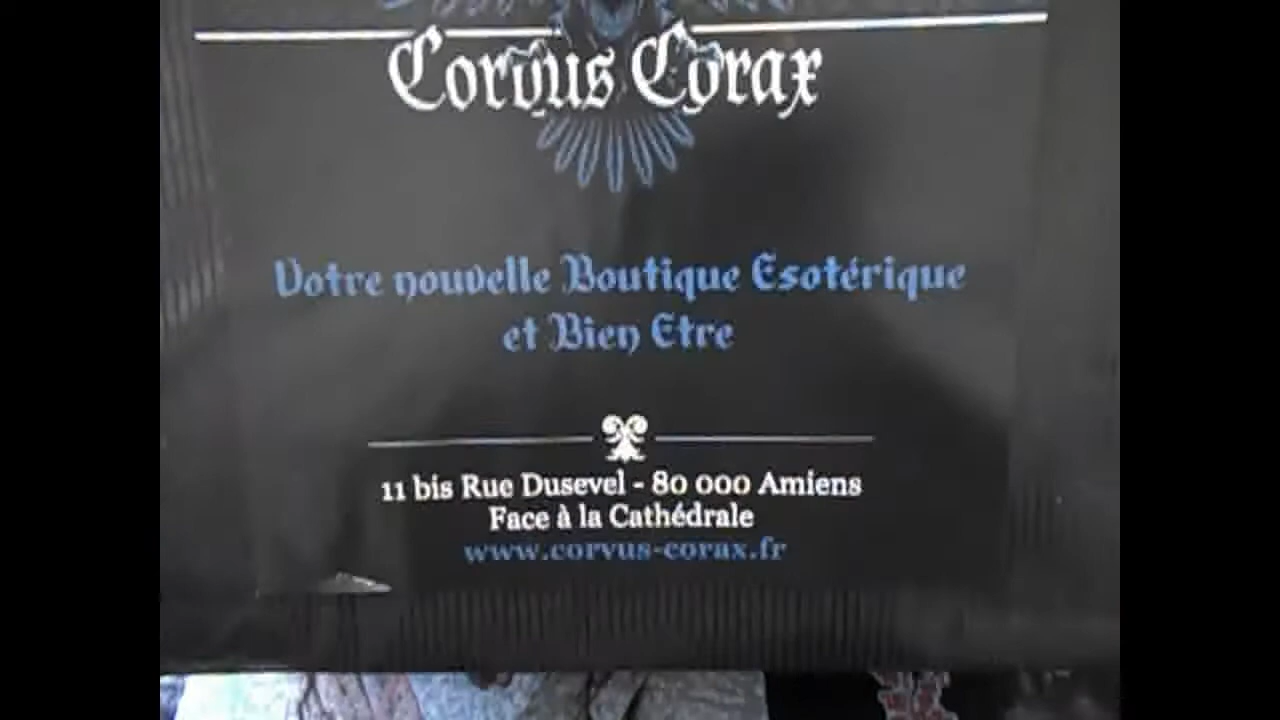 Corvus Corax
Votre nouvelle Boutique Esotérique
et Bien Etre
11 bis Rue Dusevel - 80 000 Amiens
Face à la Cathédrale
www.corvus-corax.fr